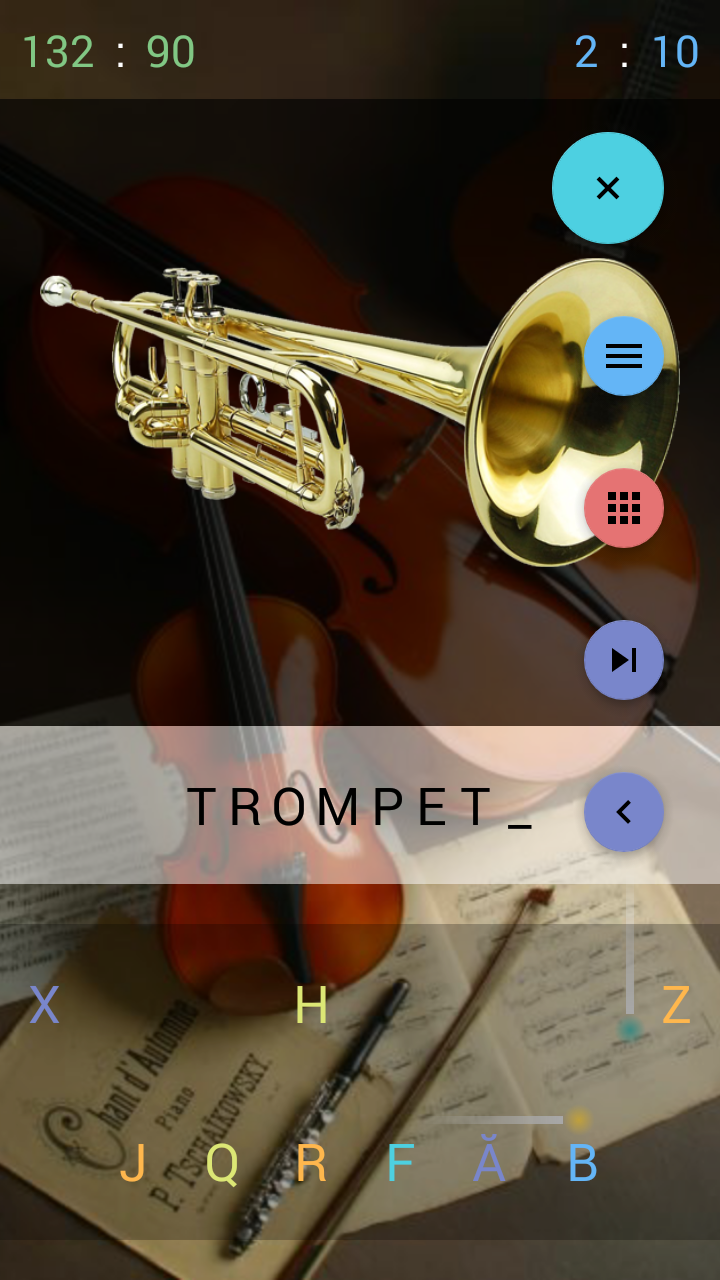 132 : 90
2 : 10
TROMPET_
X H Z
J Q R F Ă B
Chant d'Automne
Piano
P. TSCHAÏKOWSKY.